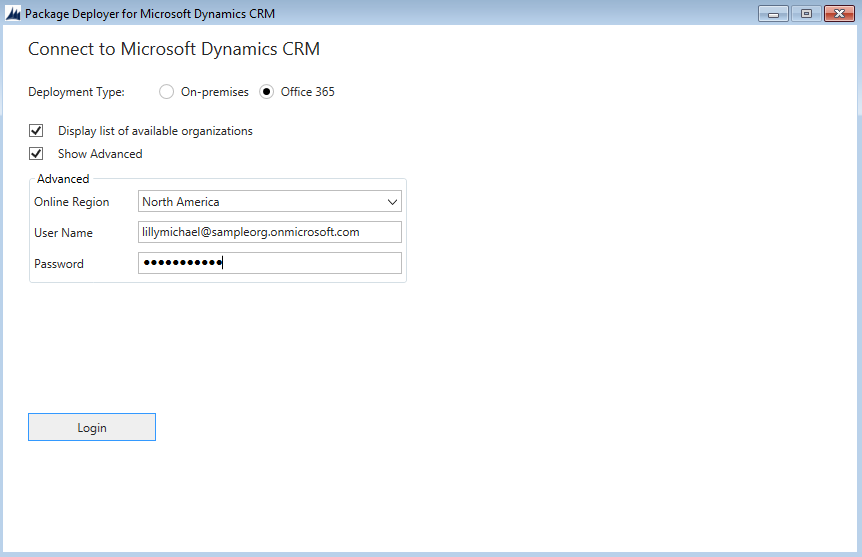 Package Deployer for Microsoft Dynamics CRM
Connect to Microsoft Dynamics CRM
Deployment Type: On-premises Office 365
Display list of available organizations
Show Advanced
Advanced
Online Region North America
User Name lillymichael@sampleorg.onmicrosoft.com
Password ●●●●●●●●●●●
Login